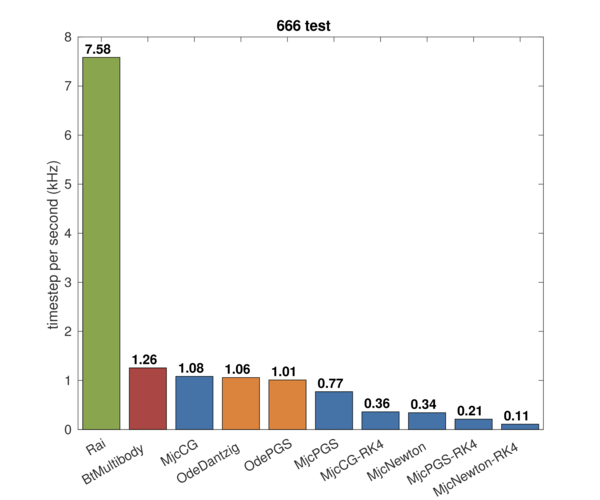 666 test
timestep per second (kHz)
8
7
6
5
4
3
2
1
0
7.58
1.26
1.08
1.06
1.01
0.77
0.36
0.34
0.21
0.11
Rai
BtMultibody
MjcCG
OdeDantzig
OdePGS
MjcPGS
MjcCG-RK4
MjcNewton
MjcPGS-RK4
MjcNewton-RK4